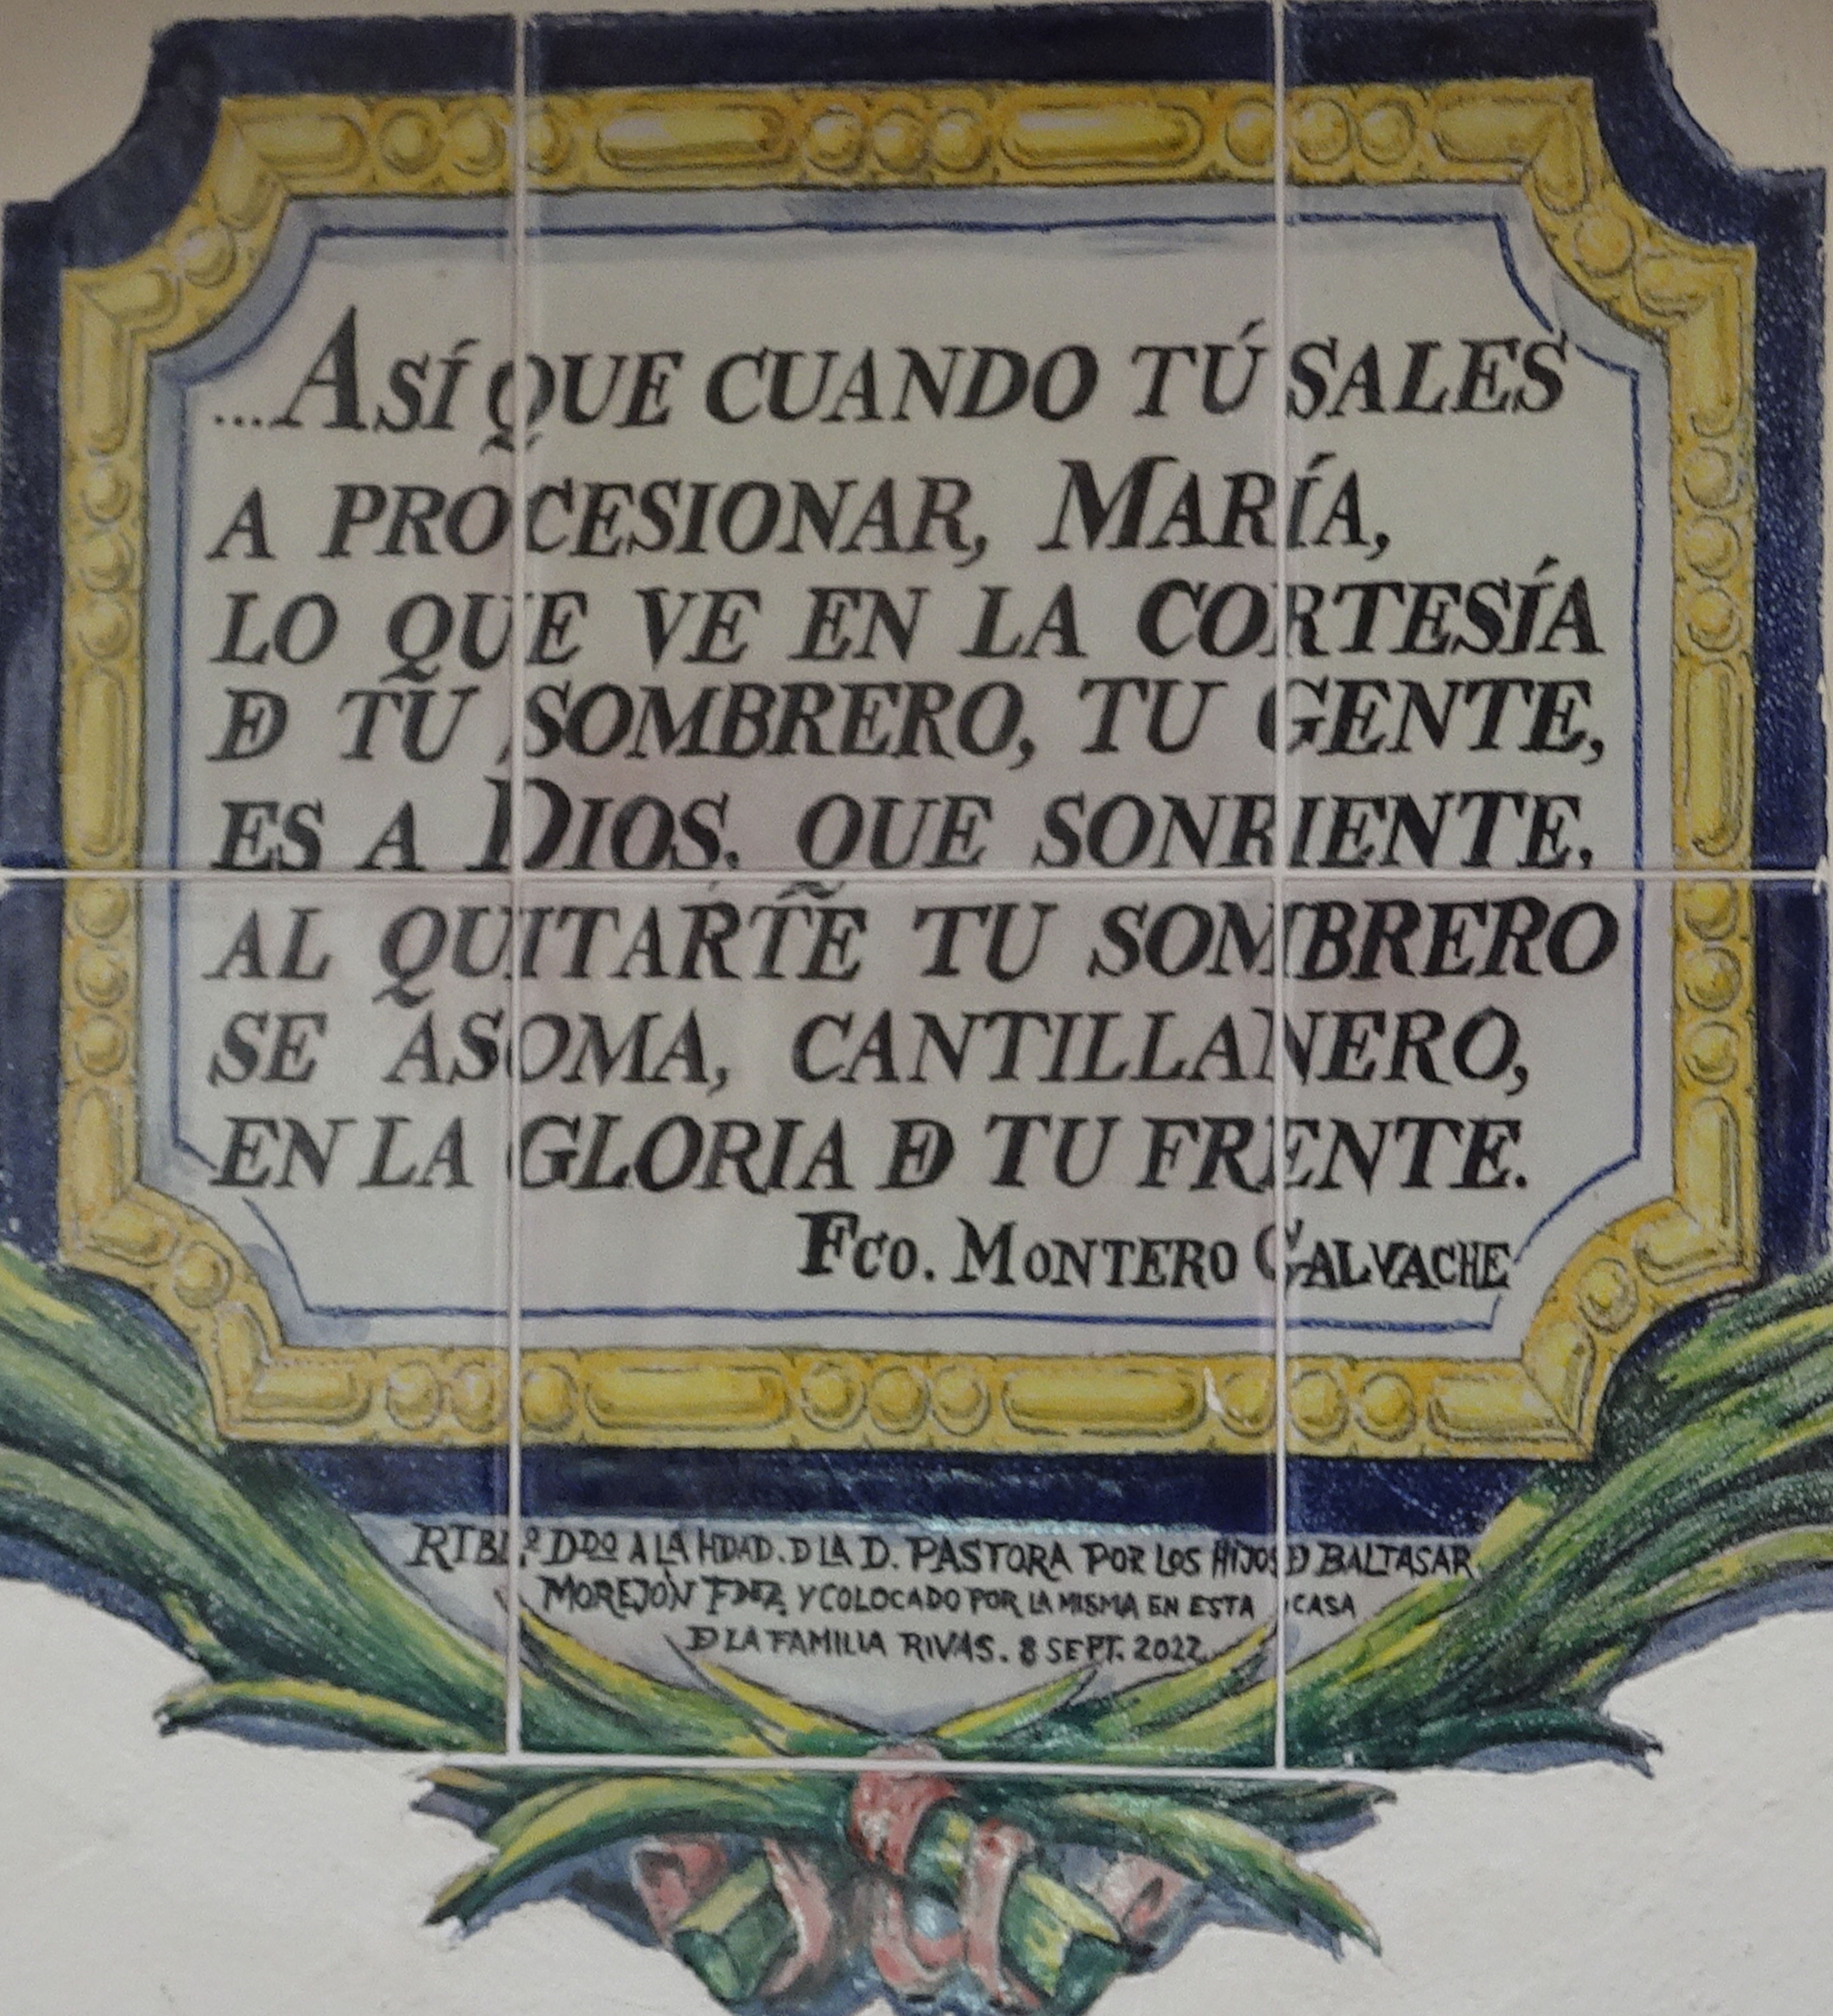 ...ASÍ QUE CUANDO TÚ SALES
A PROCESIONAR, MARÍA,
LO QUE VE EN LA CORTESÍA
Đ TU SOMBRERO, TU GENTE,
ES A DIOS, QUE SONRIENTE,
AL QUITARTE TU SOMBRERO
SE ASOMA, CANTILLANERO,
EN LA GLORIA Đ TU FRENTE.
FCO. MONTERO GALVACHE
RTBLº Dᴰᴼ A LA HDAD. D LA D. PASTORA POR LOS HIJOS Đ BALTASAR
MOREJÓN FDEZ. Y COLOCADO POR LA MISMA EN ESTA CASA
Đ LA FAMILIA RIVAS. 8 SEPT. 2022